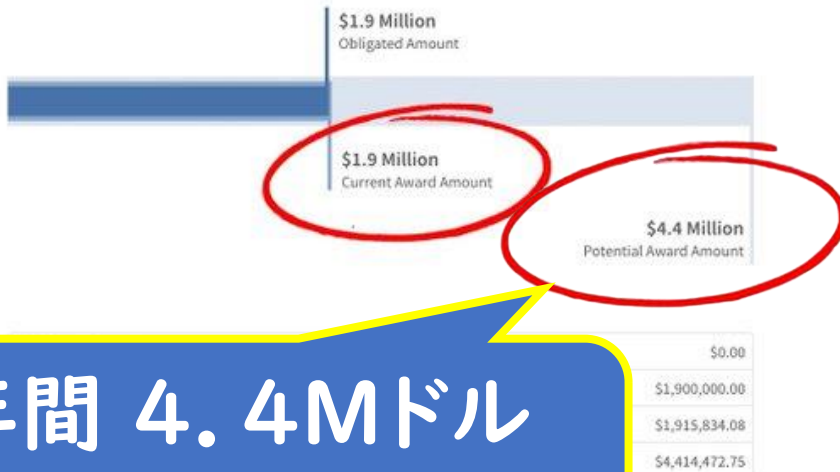 $1.9 Million
Obligated Amount
$1.9 Million
Current Award Amount
$4.4 Million
Potential Award Amount
$0.00
$1,900,000.00
$1,915,834.08
$4,414,472.75
年間 4.4Mドル